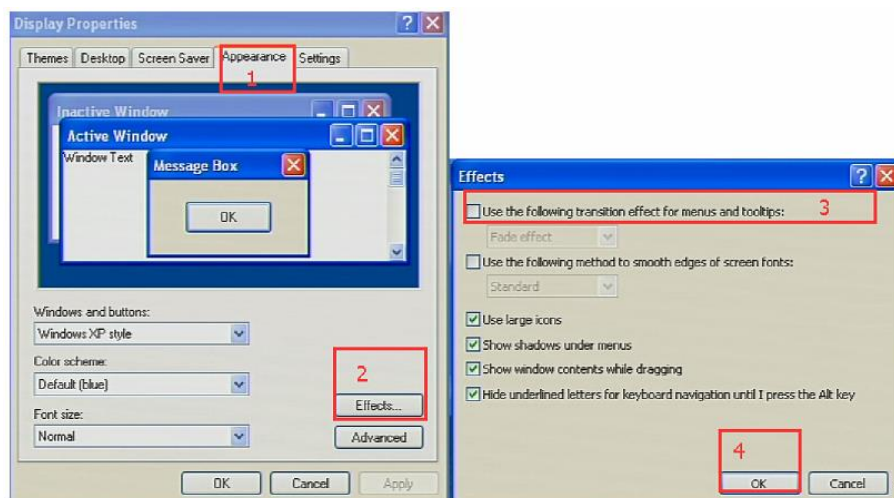 Display Properties
Themes
Desktop
Screen Saver
Appearance
Settings
1
Inactive Window
Active Window
Window Text
Message Box
OK
Windows and buttons:
Windows XP style
Color scheme:
Default (blue)
2
Effects...
Font size:
Normal
Advanced
OK
Cancel
Apply
Effects
Use the following transition effect for menus and tooltips:
3
Fade effect
Use the following method to smooth edges of screen fonts:
Standard
Use large icons
Show shadows under menus
Show window contents while dragging
Hide underlined letters for keyboard navigation until I press the Alt key
4
OK
Cancel